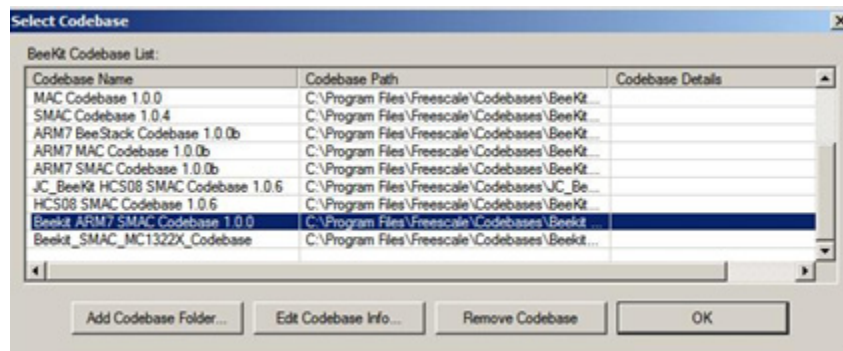 Select Codebase
BeeKit Codebase List:
Codebase Name Codebase Path Codebase Details
MAC Codebase 1.0.0 C:\Program Files\Freescale\Codebases\BeeKit...
SMAC Codebase 1.0.4 C:\Program Files\Freescale\Codebases\BeeKit...
ARM7 BeeStack Codebase 1.0.0b C:\Program Files\Freescale\Codebases\BeeKit...
ARM7 MAC Codebase 1.0.0b C:\Program Files\Freescale\Codebases\BeeKit...
ARM7 SMAC Codebase 1.0.0b C:\Program Files\Freescale\Codebases\BeeKit...
JC_BeeKit HCS08 SMAC Codebase 1.0.6 C:\Program Files\Freescale\Codebases\JC_Be...
HCS08 SMAC Codebase 1.0.6 C:\Program Files\Freescale\Codebases\BeeKit...
Beekit ARM7 SMAC Codebase 1.0.0 C:\Program Files\Freescale\Codebases\Beekit ...
Beekit_SMAC_MC1322X_Codebase C:\Program Files\Freescale\Codebases\Beekit...
Add Codebase Folder... Edit Codebase Info... Remove Codebase OK